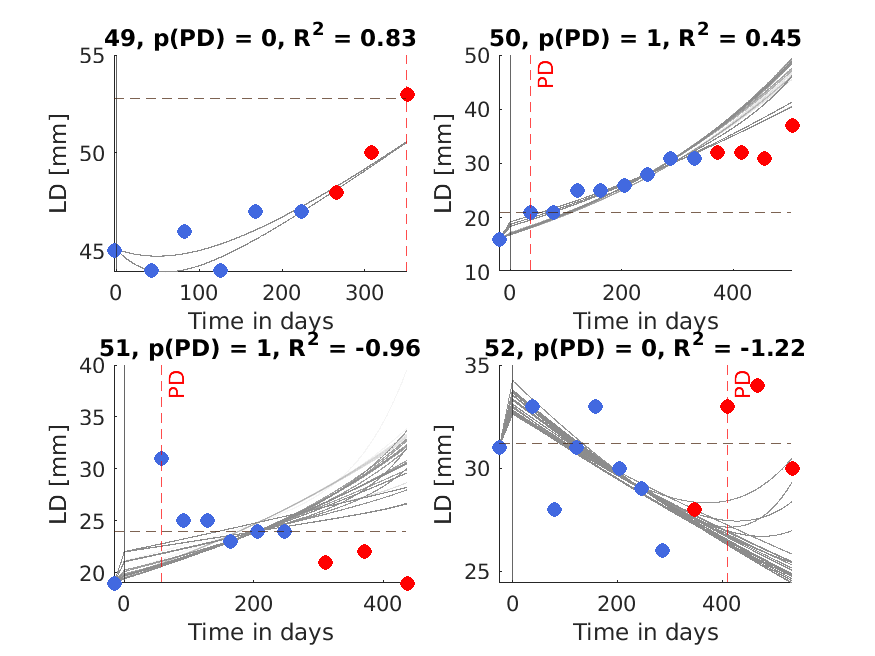 49, p(PD) = 0, R² = 0.83
55
50
45
LD [mm]
0 100 200 300
Time in days
50, p(PD) = 1, R² = 0.45
PD
50
40
30
20
10
LD [mm]
0 200 400
Time in days
51, p(PD) = 1, R² = -0.96
PD
40
35
30
25
20
LD [mm]
0 200 400
Time in days
52, p(PD) = 0, R² = -1.22
PD
35
30
25
LD [mm]
0 200 400
Time in days